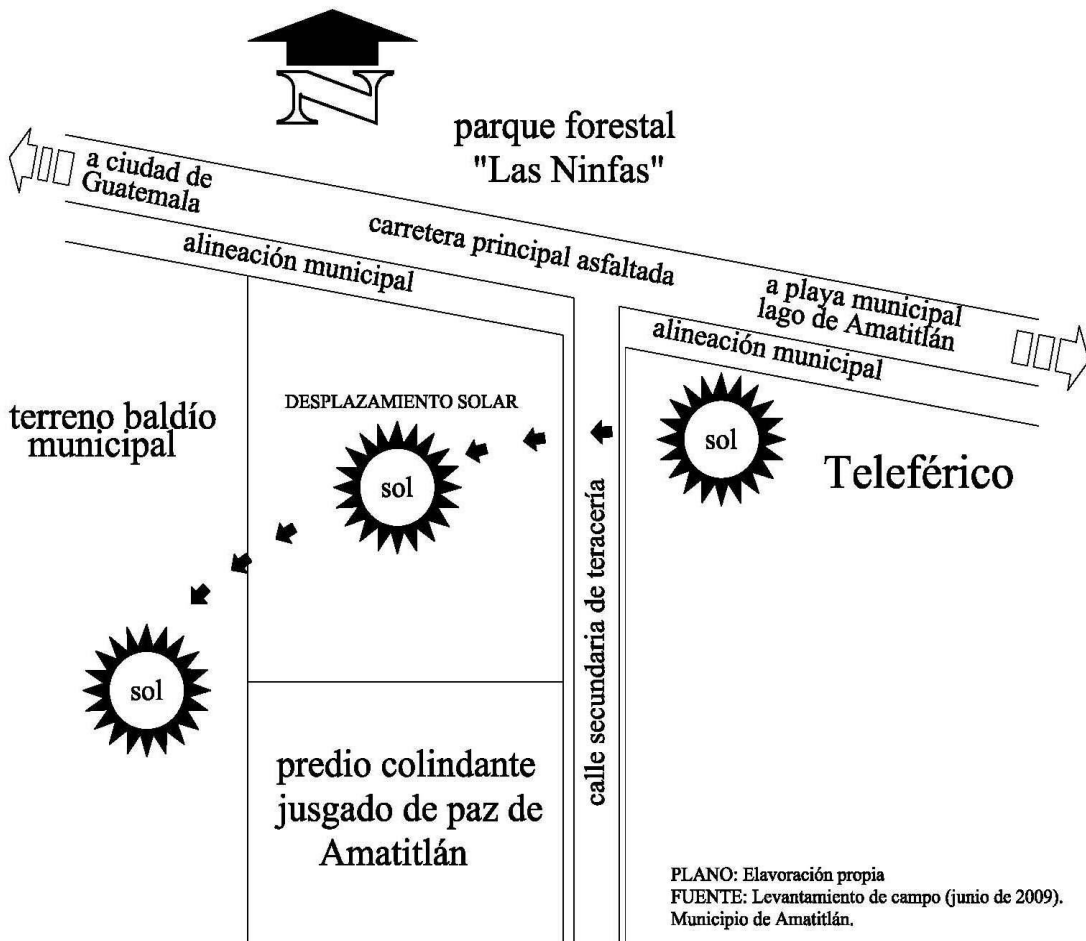 N
parque forestal
"Las Ninfas"
a ciudad de
Guatemala
carretera principal asfaltada
alineación municipal
a playa municipal
lago de Amatitlán
alineación municipal
terreno baldío
municipal
DESPLAZAMIENTO SOLAR
sol
sol
Teleférico
sol
calle secundaria de teracería
predio colindante
jusgado de paz de
Amatitlán
PLANO: Elavoración propia
FUENTE: Levantamiento de campo (junio de 2009).
Municipio de Amatitlán.